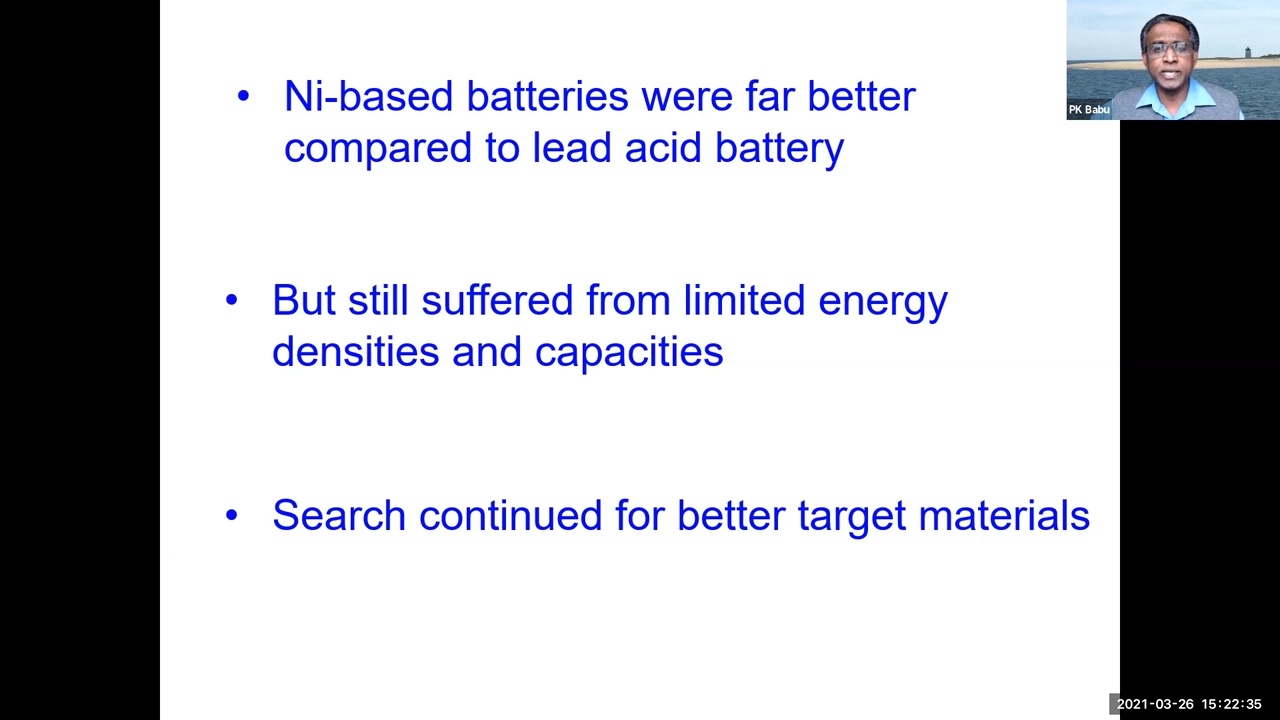 • Ni-based batteries were far better
compared to lead acid battery
• But still suffered from limited energy
densities and capacities
• Search continued for better target materials
PK Babu
2021-03-26 15:22:35